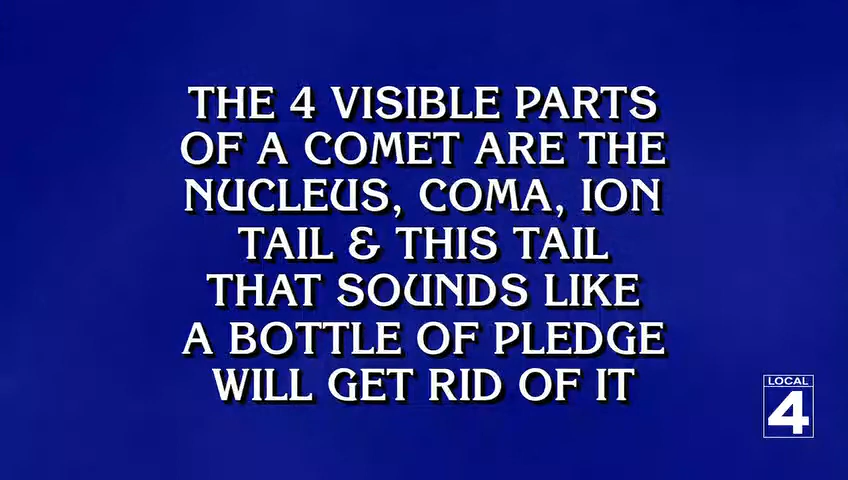 THE 4 VISIBLE PARTS
OF A COMET ARE THE
NUCLEUS, COMA, ION
TAIL & THIS TAIL
THAT SOUNDS LIKE
A BOTTLE OF PLEDGE
WILL GET RID OF IT
LOCAL
4